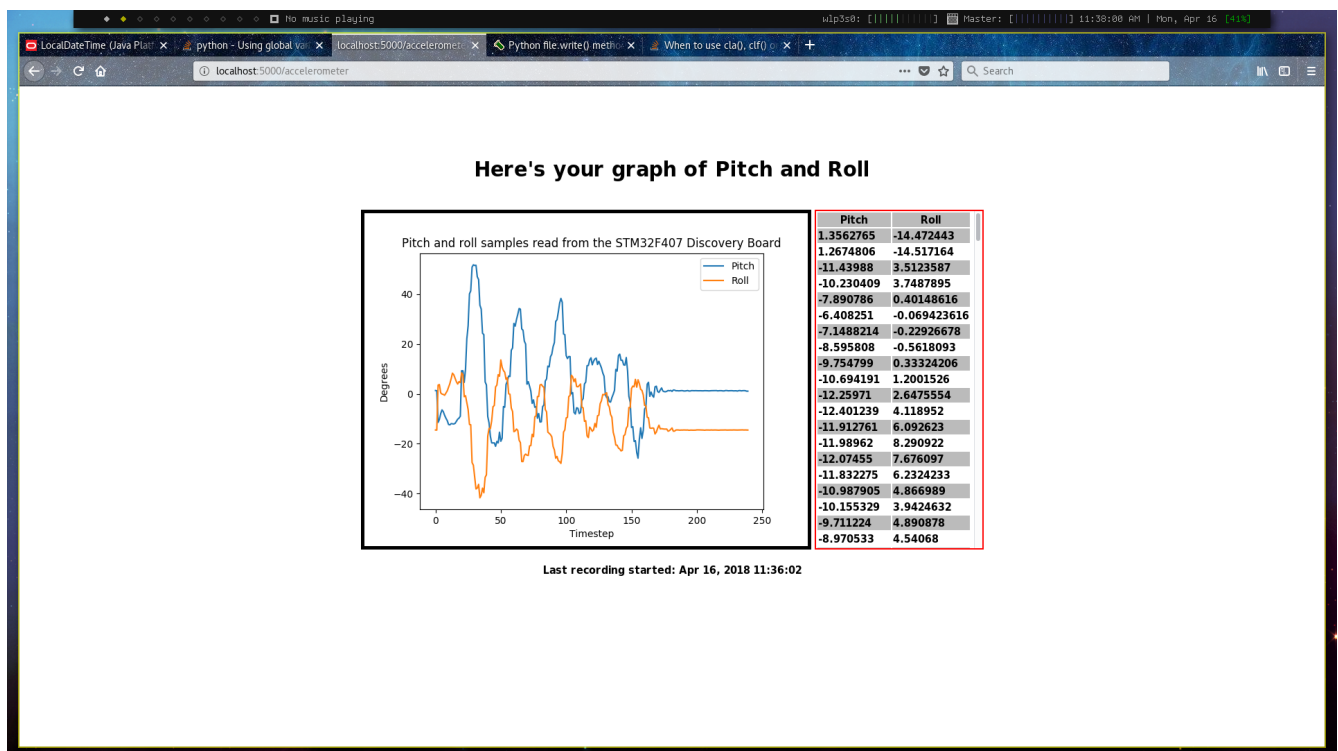 No music playing
wlp3s0: [||||||||||] Master: [||||||||||] 11:38:00 AM | Mon, Apr 16 [41%]
LocalDateTime (Java Plat
python - Using global va
localhost:5000/acceleromet
Python file.write() metho
When to use cla(), clf() o
localhost:5000/accelerometer
Search
Here's your graph of Pitch and Roll
Pitch and roll samples read from the STM32F407 Discovery Board
Pitch
Roll
Degrees
40
20
0
−20
−40
0 50 100 150 200 250
Timestep
Pitch Roll
1.3562765 -14.472443
1.2674806 -14.517164
-11.43988 3.5123587
-10.230409 3.7487895
-7.890786 0.40148616
-6.408251 -0.069423616
-7.1488214 -0.22926678
-8.595808 -0.5618093
-9.754799 0.33324206
-10.694191 1.2001526
-12.25971 2.6475554
-12.401239 4.118952
-11.912761 6.092623
-11.98962 8.290922
-12.07455 7.676097
-11.832275 6.2324233
-10.987905 4.866989
-10.155329 3.9424632
-9.711224 4.890878
-8.970533 4.54068
Last recording started: Apr 16, 2018 11:36:02